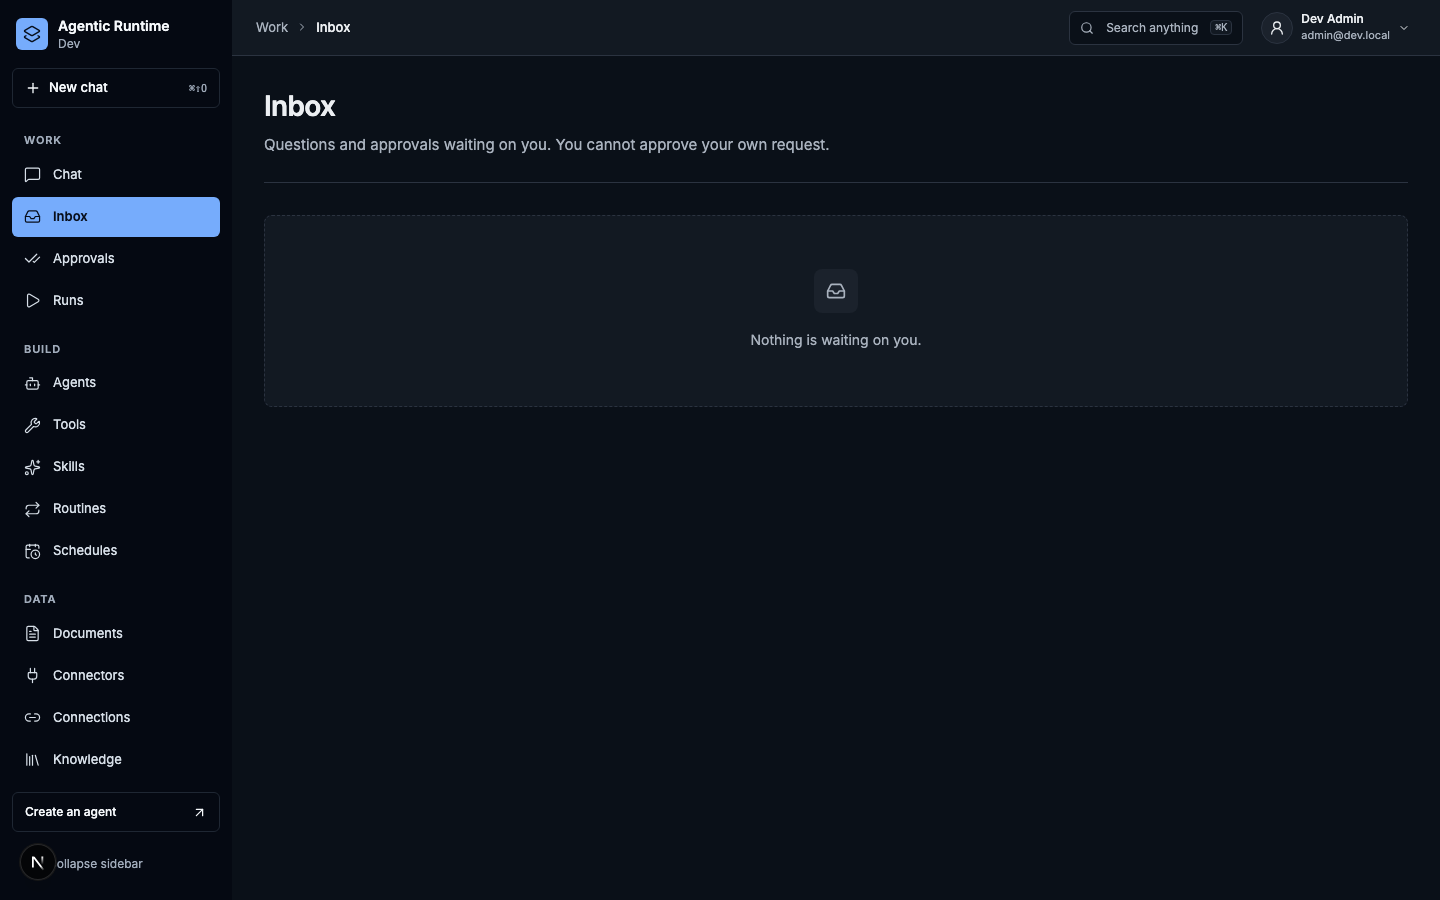 Agentic Runtime
Dev
New chat ⌘⇧O
WORK
Chat
Inbox
Approvals
Runs
BUILD
Agents
Tools
Skills
Routines
Schedules
DATA
Documents
Connectors
Connections
Knowledge
Create an agent
N ollapse sidebar
Work > Inbox
Search anything ⌘K
Dev Admin
admin@dev.local
Inbox
Questions and approvals waiting on you. You cannot approve your own request.
Nothing is waiting on you.